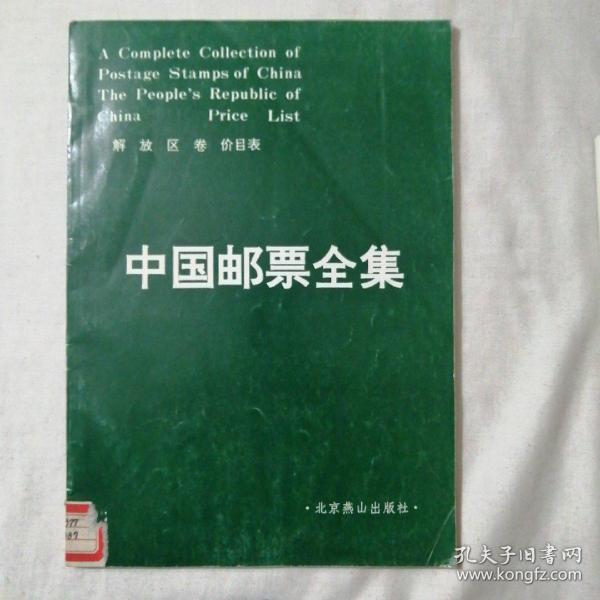 A Complete Collection of
Postage Stamps of China
The People's Republic of
China Price List
解放区卷 价目表
中国邮票全集
·北京燕山出版社·
孔夫子旧书网
www.kongfz.com